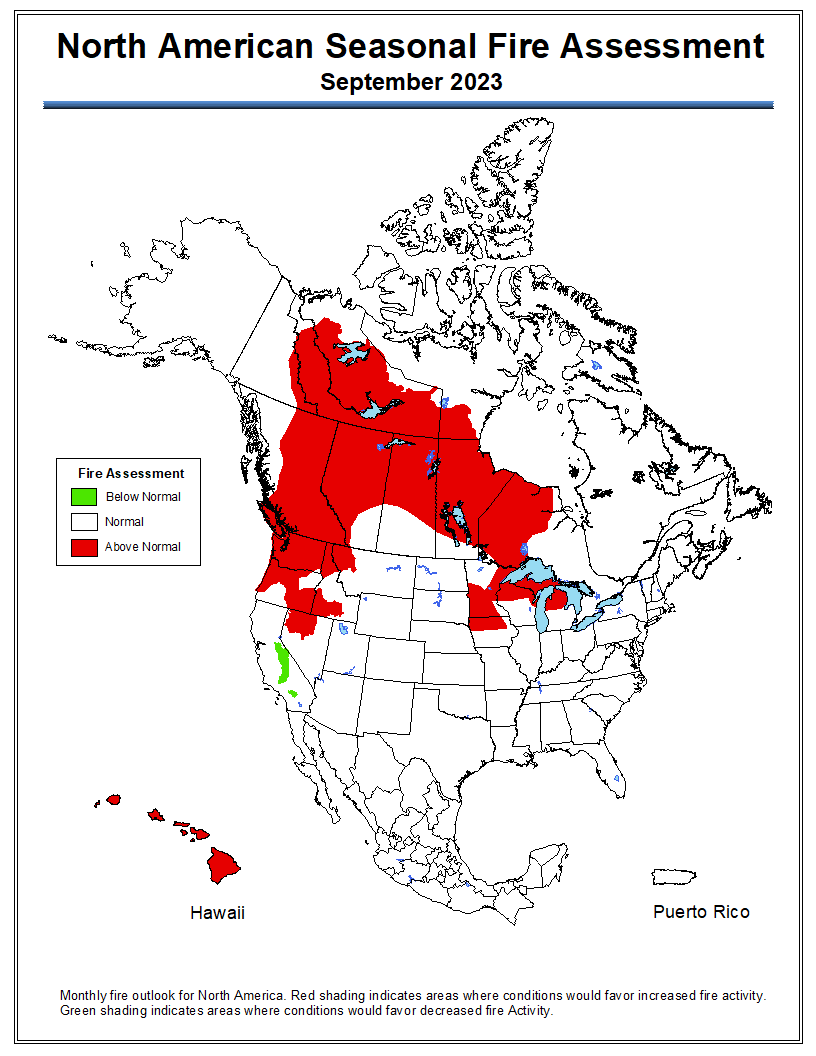 North American Seasonal Fire Assessment
September 2023
Fire Assessment
Below Normal
Normal
Above Normal
Hawaii
Puerto Rico
Monthly fire outlook for North America. Red shading indicates areas where conditions would favor increased fire activity.
Green shading indicates areas where conditions would favor decreased fire Activity.